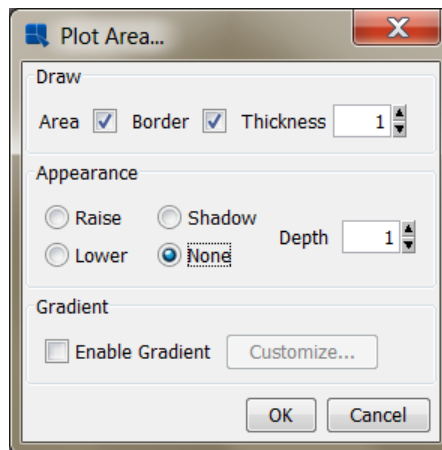 Plot Area...
Draw
Area Border Thickness 1
Appearance
Raise Shadow
Depth 1
Lower None
Gradient
Enable Gradient Customize...
OK Cancel